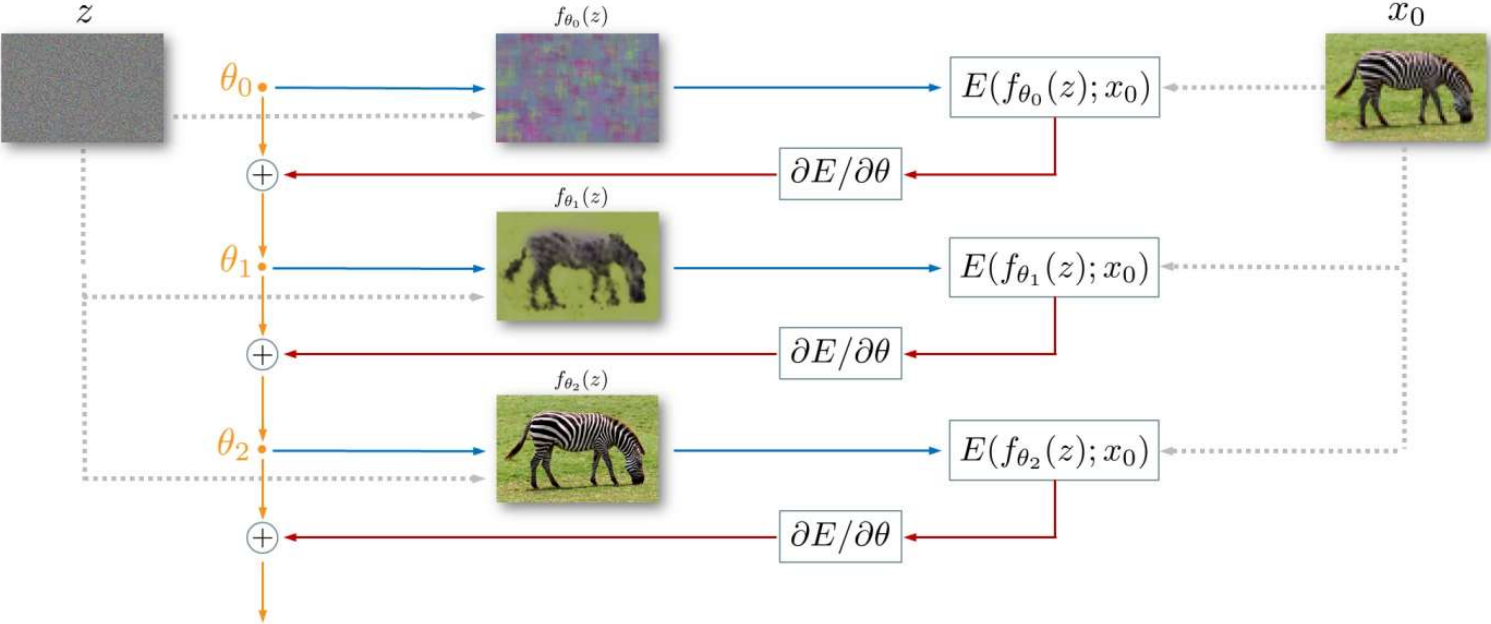 z
f_{θ_0}(z)
x_0
θ_0
E(f_{θ_0}(z); x_0)
+
∂E/∂θ
f_{θ_1}(z)
θ_1
E(f_{θ_1}(z); x_0)
+
∂E/∂θ
f_{θ_2}(z)
θ_2
E(f_{θ_2}(z); x_0)
+
∂E/∂θ